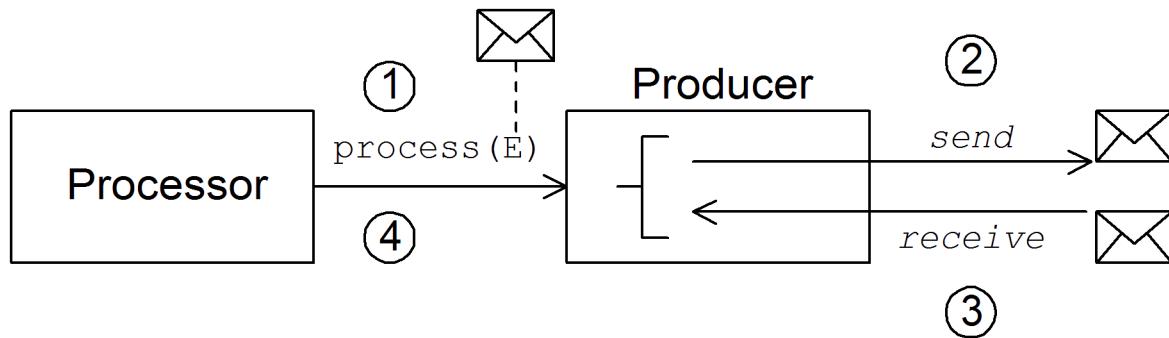 1
2
Producer
process(E)
send
Processor
4
receive
3